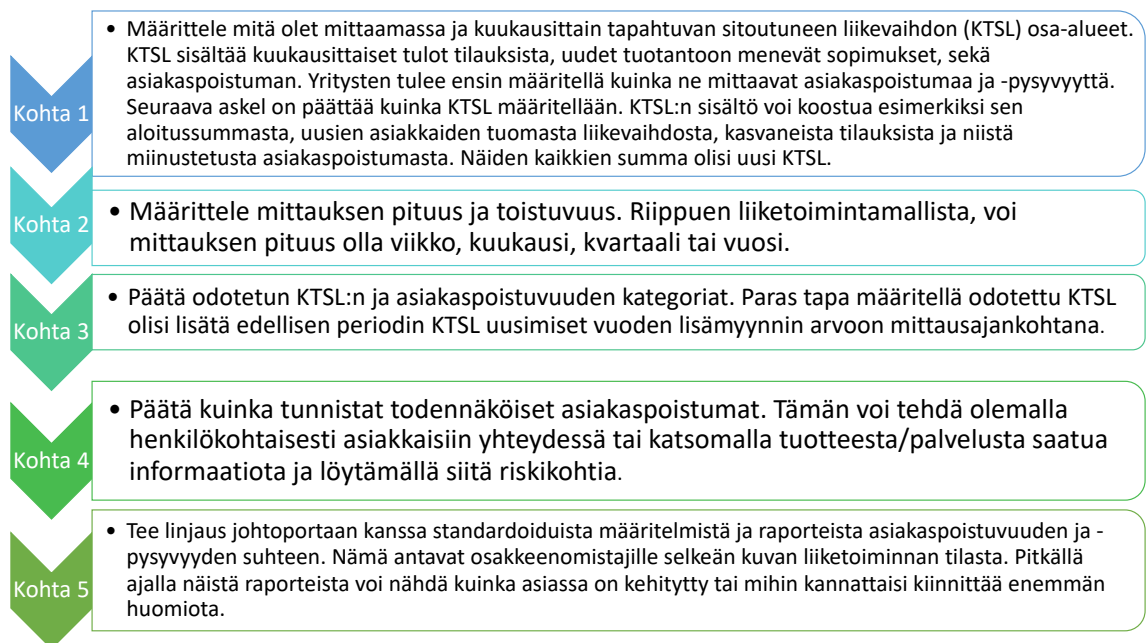 Kohta 1
• Määrittele mitä olet mittaamassa ja kuukausittain tapahtuvan sitoutuneen liikevaihdon (KTSL) osa-alueet.
KTSL sisältää kuukausittaiset tulot tilauksista, uudet tuotantoon menevät sopimukset, sekä
asiakaspoistuman. Yritysten tulee ensin määritellä kuinka ne mittaavat asiakaspoistumaa ja -pysyvyyttä.
Seuraava askel on päättää kuinka KTSL määritellään. KTSL:n sisältö voi koostua esimerkiksi sen
aloitussummasta, uusien asiakkaiden tuomasta liikevaihdosta, kasvaneista tilauksista ja niistä
miinustetusta asiakaspoistumasta. Näiden kaikkien summa olisi uusi KTSL.
Kohta 2
• Määrittele mittauksen pituus ja toistuvuus. Riippuen liiketoimintamallista, voi
mittauksen pituus olla viikko, kuukausi, kvartaali tai vuosi.
Kohta 3
• Päätä odotetun KTSL:n ja asiakaspoistuvuuden kategoriat. Paras tapa määritellä odotettu KTSL
olisi lisätä edellisen periodin KTSL uusimiset vuoden lisämyynnin arvoon mittausajankohtana.
Kohta 4
• Päätä kuinka tunnistat todennäköiset asiakaspoistumat. Tämän voi tehdä olemalla
henkilökohtaisesti asiakkaisiin yhteydessä tai katsomalla tuotteesta/palvelusta saatua
informaatiota ja löytämällä siitä riskikohtia.
Kohta 5
• Tee linjaus johtoportaan kanssa standardoiduista määritelmistä ja raporteista asiakaspoistuvuuden ja -
pysyvyyden suhteen. Nämä antavat osakkeenomistajille selkeän kuvan liiketoiminnan tilasta. Pitkällä
ajalla näistä raporteista voi nähdä kuinka asiassa on kehitytty tai mihin kannattaisi kiinnittää enemmän
huomiota.